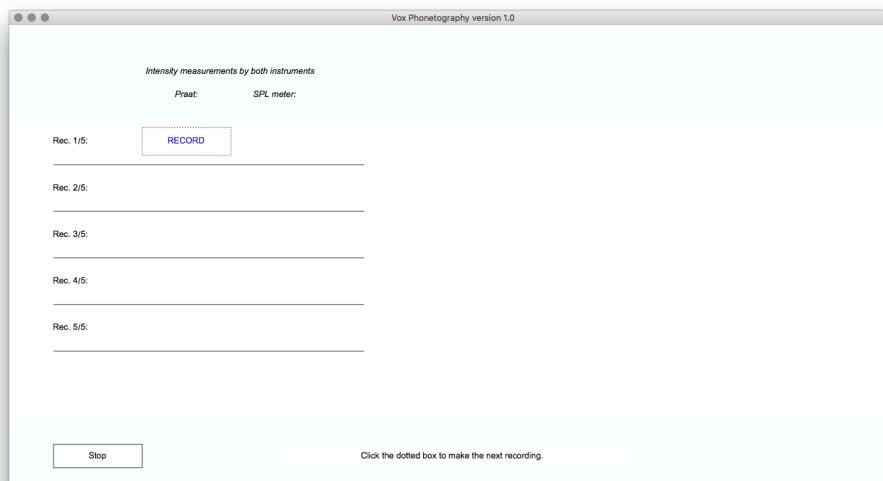 Vox Phonetography version 1.0
Intensity measurements by both instruments
Praat: SPL meter:
Rec. 1/5: RECORD
Rec. 2/5:
Rec. 3/5:
Rec. 4/5:
Rec. 5/5:
Stop Click the dotted box to make the next recording.